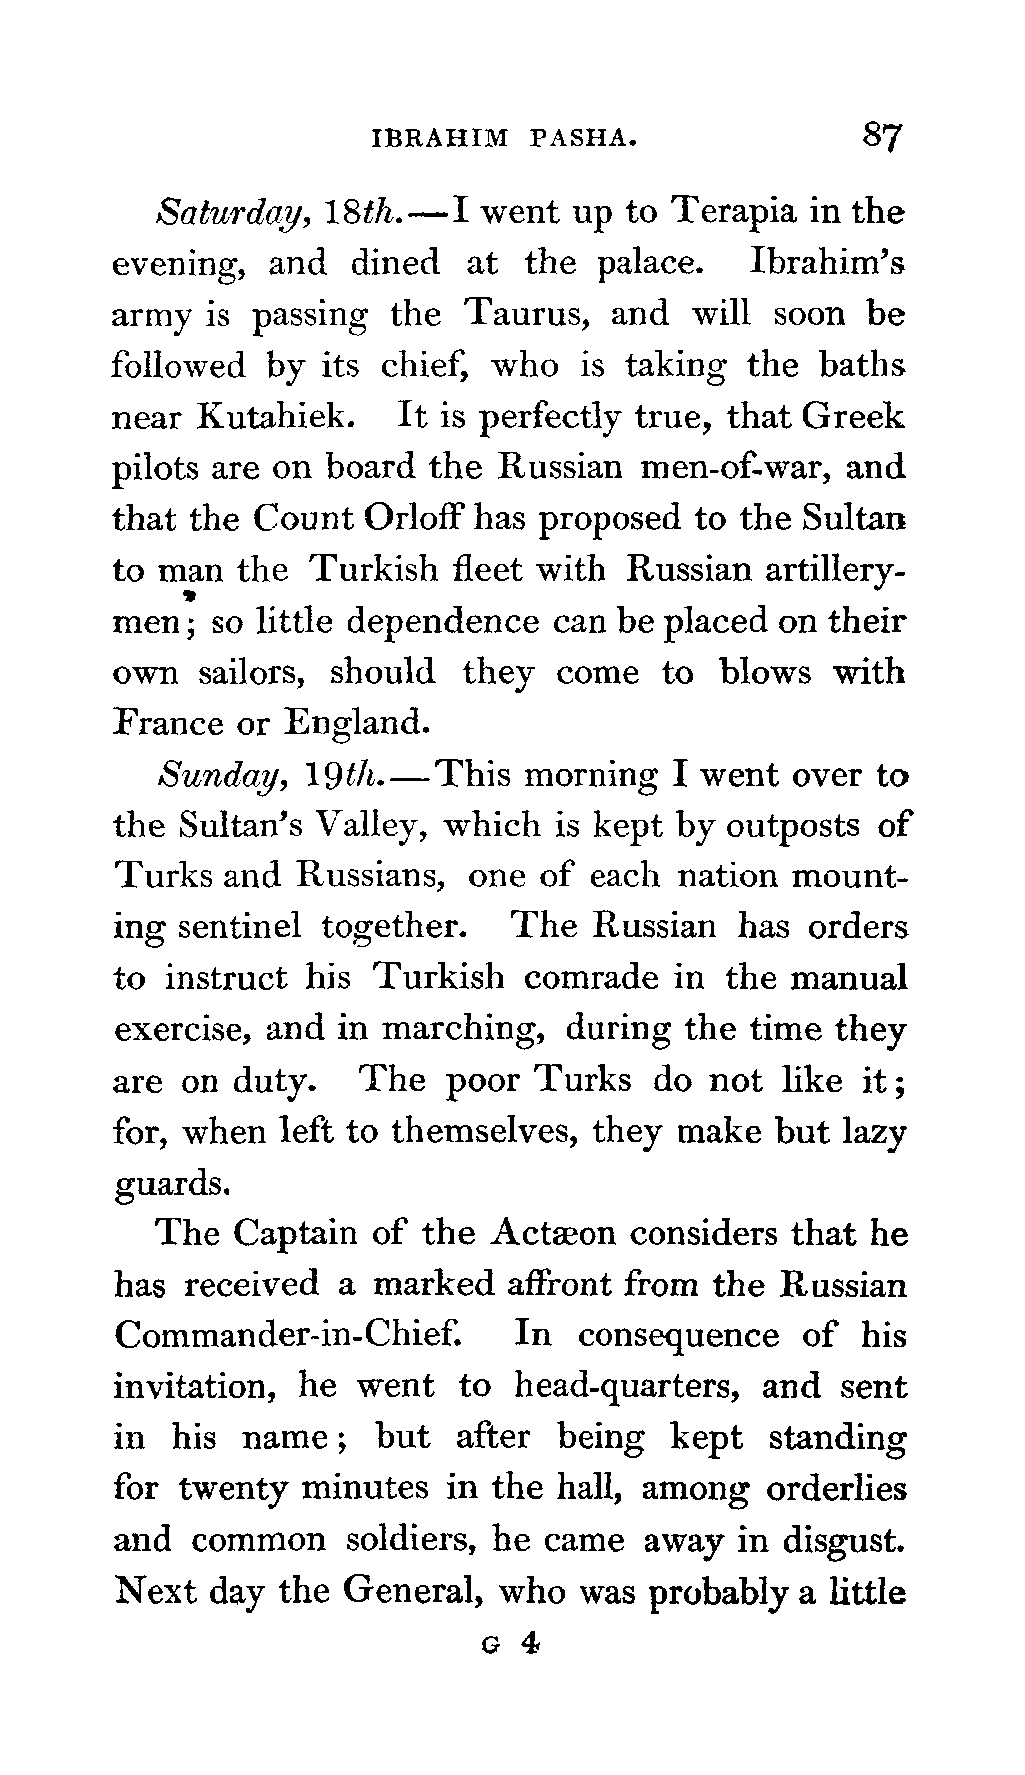 IBRAHIM PASHA. 87
Saturday, 18th.—I went up to Terapia in the
evening, and dined at the palace. Ibrahim's
army is passing the Taurus, and will soon be
followed by its chief, who is taking the baths
near Kutahiek. It is perfectly true, that Greek
pilots are on board the Russian men-of-war, and
that the Count Orloff has proposed to the Sultan
to man the Turkish fleet with Russian artillery-
men; so little dependence can be placed on their
own sailors, should they come to blows with
France or England.
Sunday, 19th.—This morning I went over to
the Sultan's Valley, which is kept by outposts of
Turks and Russians, one of each nation mount-
ing sentinel together. The Russian has orders
to instruct his Turkish comrade in the manual
exercise, and in marching, during the time they
are on duty. The poor Turks do not like it;
for, when left to themselves, they make but lazy
guards.
The Captain of the Actæon considers that he
has received a marked affront from the Russian
Commander-in-Chief. In consequence of his
invitation, he went to head-quarters, and sent
in his name; but after being kept standing
for twenty minutes in the hall, among orderlies
and common soldiers, he came away in disgust.
Next day the General, who was probably a little
G 4